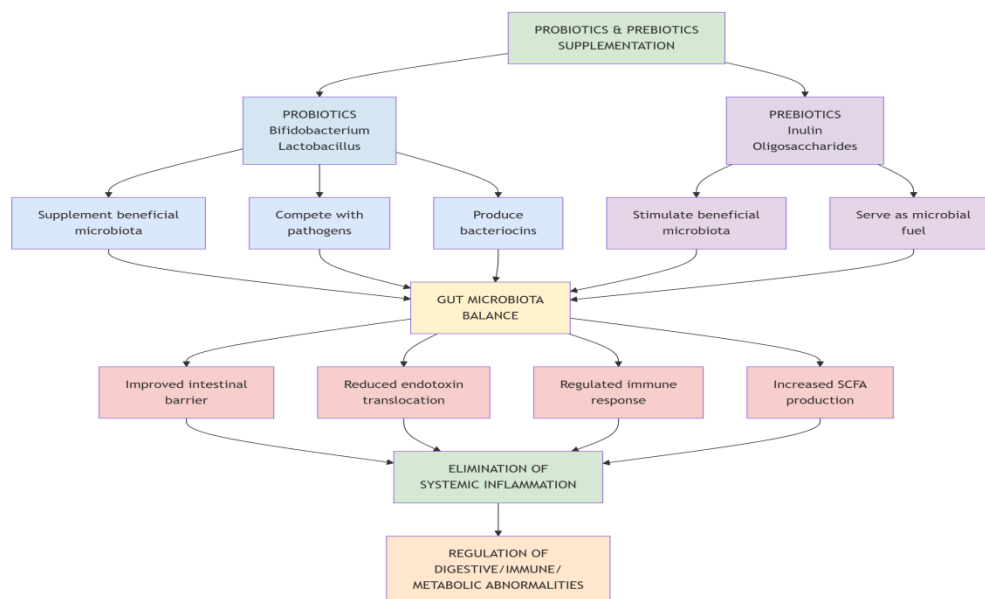 PROBIOTICS & PREBIOTICS
SUPPLEMENTATION
PROBIOTICS
Bifidobacterium
Lactobacillus
PREBIOTICS
Inulin
Oligosaccharides
Supplement beneficial
microbiota
Compete with
pathogens
Produce
bacteriocins
Stimulate beneficial
microbiota
Serve as microbial
fuel
GUT MICROBIOTA
BALANCE
Improved intestinal
barrier
Reduced endotoxin
translocation
Regulated immune
response
Increased SCFA
production
ELIMINATION OF
SYSTEMIC INFLAMMATION
REGULATION OF
DIGESTIVE/IMMUNE/
METABOLIC ABNORMALITIES